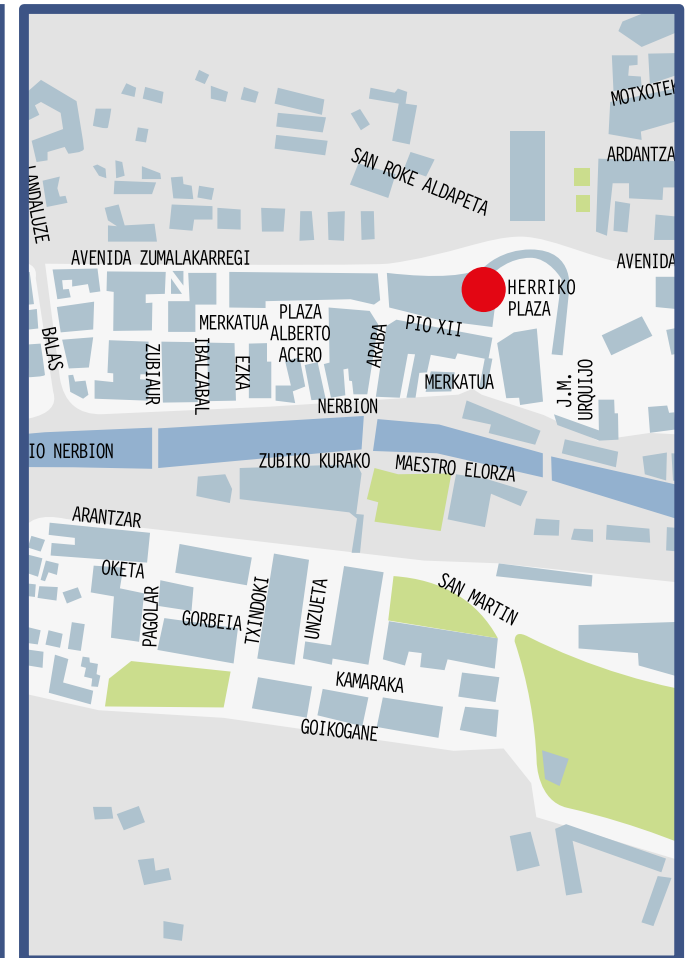 MOTXOTEK
ARDANTZA
SAN ROKE ALDAPETA
LANDALUZE
AVENIDA ZUMALAKARREGI
AVENIDA
HERRIKO
PLAZA
PLAZA
ALBERTO
ACERO
MERKATUA
PIO XII
ARABA
BALAS
ZUBIAUR
IBALZABAL
EZKA
MERKATUA
J.M.
URQUIJO
NERBION
IO NERBION
ZUBIKO KURAKO
MAESTRO ELORZA
ARANTZAR
OKETA
PAGOLAR
GORBEIA
TXINDOKI
UNZUETA
SAN MARTIN
KAMARAKA
GOIKOGANE